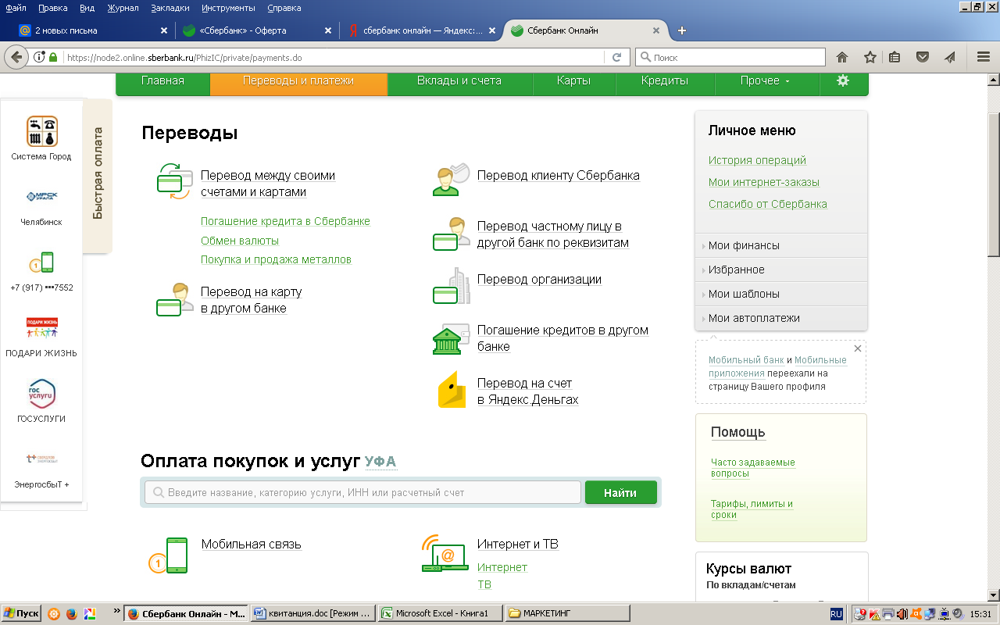 Файл Правка Вид Журнал Закладки Инструменты Справка
2 новых письма
«Сбербанк» - Оферта
сбербанк онлайн — Яндекс:...
Сбербанк Онлайн
https://node2.online.sberbank.ru/PhizIC/private/payments.do
Поиск
Главная Переводы и платежи Вклады и счета Карты Кредиты Прочее
Быстрая оплата
Система Город
МРСК УРАЛА
Челябинск
+7 (917) •••7552
ПОДАРИ ЖИЗНЬ
ПОДАРИ ЖИЗНЬ
гос
услуги
ГОСУСЛУГИ
ЭнергосбыТ +
Переводы
Перевод между своими
счетами и картами
Погашение кредита в Сбербанке
Обмен валюты
Покупка и продажа металлов
Перевод на карту
в другом банке
Перевод клиенту Сбербанка
Перевод частному лицу в
другой банк по реквизитам
Перевод организации
Погашение кредитов в другом
банке
Перевод на счет
в Яндекс.Деньгах
Оплата покупок и услуг УФА
Введите название, категорию услуги, ИНН или расчетный счет
Найти
Мобильная связь
Интернет и ТВ
Интернет
ТВ
Личное меню
История операций
Мои интернет-заказы
Спасибо от Сбербанка
Мои финансы
Избранное
Мои шаблоны
Мои автоплатежи
Мобильный банк и Мобильные
приложения переехали на
страницу Вашего профиля
Помощь
Часто задаваемые
вопросы
Тарифы, лимиты и
сроки
Курсы валют
По вкладам/счетам
Пуск
Сбербанк Онлайн - M...
квитанция.doc [Режим ...
Microsoft Excel - Книга1
МАРКЕТИНГ
RU
15:31